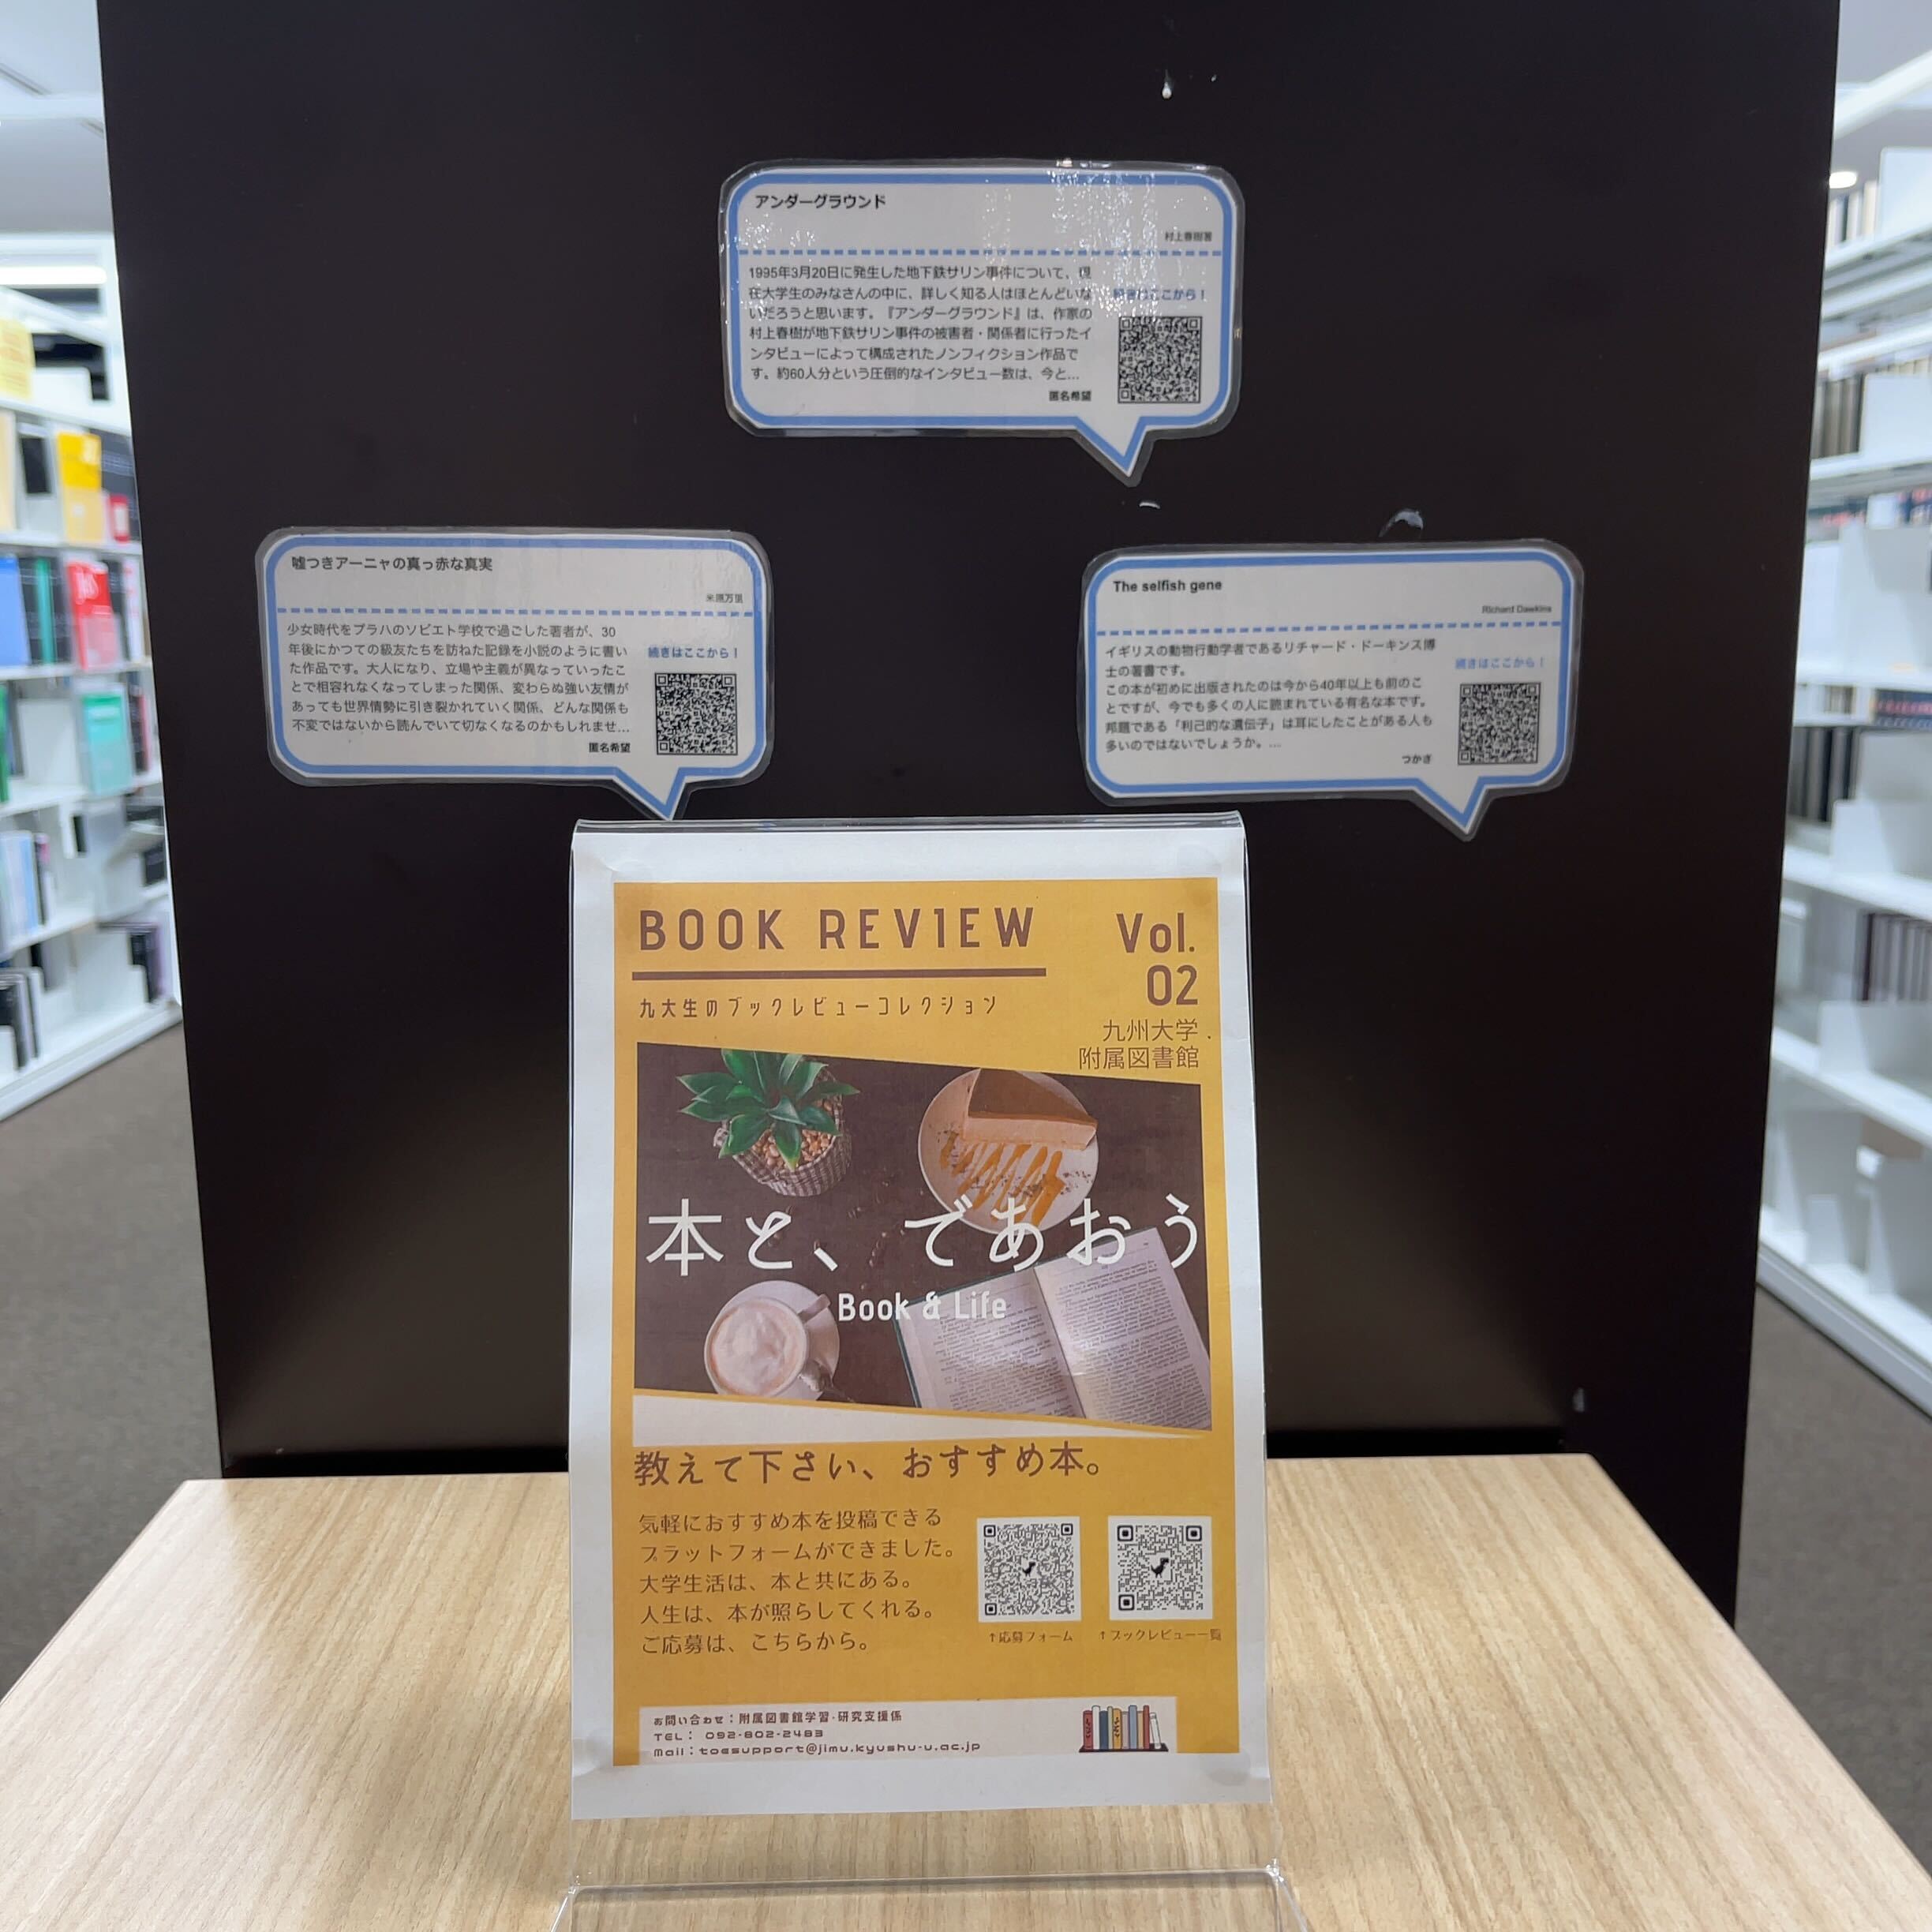 アンダーグラウンド
村上春樹著
1995年3月20日に発生した地下鉄サリン事件について、現
在大学生のみなさんの中に、詳しく知る人はほとんどいな
いだろうと思います。『アンダーグラウンド』は、作家の
村上春樹が地下鉄サリン事件の被害者・関係者に行ったイ
ンタビューによって構成されたノンフィクション作品で
す。約60人分という圧倒的なインタビュー数は、今と...
匿名希望
続きはここから！
嘘つきアーニャの真っ赤な真実
米原万里
少女時代をプラハのソビエト学校で過ごした著者が、30
年後にかつての級友たちを訪ねた記録を小説のように書い
た作品です。大人になり、立場や主義が異なっていったこ
とで相容れなくなってしまった関係、変わらぬ強い友情が
あっても世界情勢に引き裂かれていく関係、どんな関係も
不変ではないから読んでいて切なくなるのかもしれませ...
匿名希望
続きはここから！
The selfish gene
Richard Dawkins
イギリスの動物行動学者であるリチャード・ドーキンス博
士の著書です。
この本が初めに出版されたのは今から40年以上も前のこ
とですが、今でも多くの人に読まれている有名な本です。
邦題である「利己的な遺伝子」は耳にしたことがある人も
多いのではないでしょうか。...
つかさ
続きはここから！
BOOK REVIEW
Vol.
02
九大生のブックレビューコレクション
九州大学
附属図書館
本と、であおう
Book & Life
教えて下さい、おすすめ本。
気軽におすすめ本を投稿できる
プラットフォームができました。
大学生活は、本と共にある。
人生は、本が照らしてくれる。
ご応募は、こちらから。
↑応募フォーム
↑ブックレビュー一覧
お問い合わせ：附属図書館学習・研究支援係
TEL： 092-802-2483
Mail：toesupport@jimu.kyushu-u.ac.jp